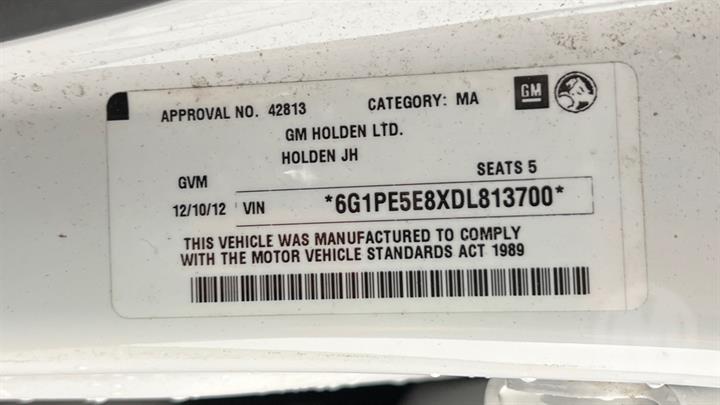 APPROVAL NO. 42813 CATEGORY: MA GM
GM HOLDEN LTD.
HOLDEN JH
SEATS 5
GVM
12/10/12 VIN *6G1PE5E8XDL813700*
THIS VEHICLE WAS MANUFACTURED TO COMPLY
WITH THE MOTOR VEHICLE STANDARDS ACT 1989